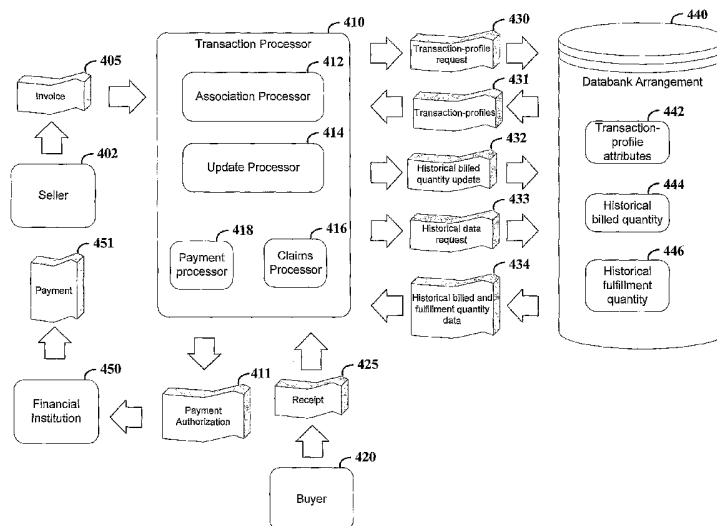 410
Transaction Processor
412
Association Processor
414
Update Processor
418
Payment
processor
416
Claims
Processor
405
Invoice
402
Seller
451
Payment
450
Financial
Institution
411
Payment
Authorization
425
Receipt
420
Buyer
430
Transaction-profile
request
431
Transaction-profiles
432
Historical billed
quantity update
433
Historical data
request
434
Historical billed and
fulfillment quantity
data
440
Databank Arrangement
442
Transaction-
profile
attributes
444
Historical
billed quantity
446
Historical
fulfillment
quantity